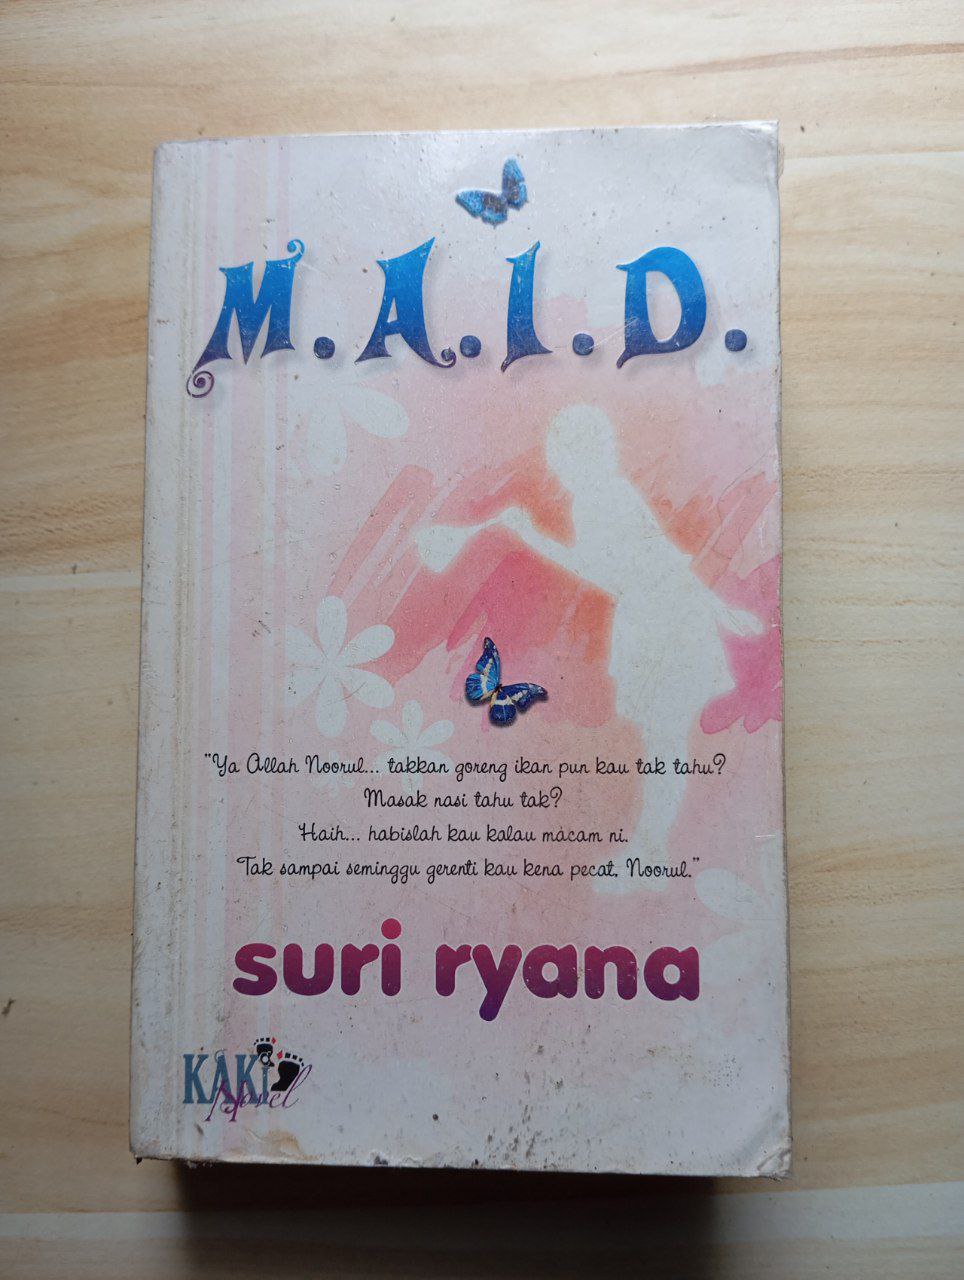 M.A.I.D.
"Ya Allah Noorul... takkan goreng ikan pun kau tak tahu?
Masak nasi tahu tak?
Haih... habislah kau kalau macam ni.
Tak sampai seminggu gerenti kau kena pecat, Noorul."
suri ryana
KAKI
Novel